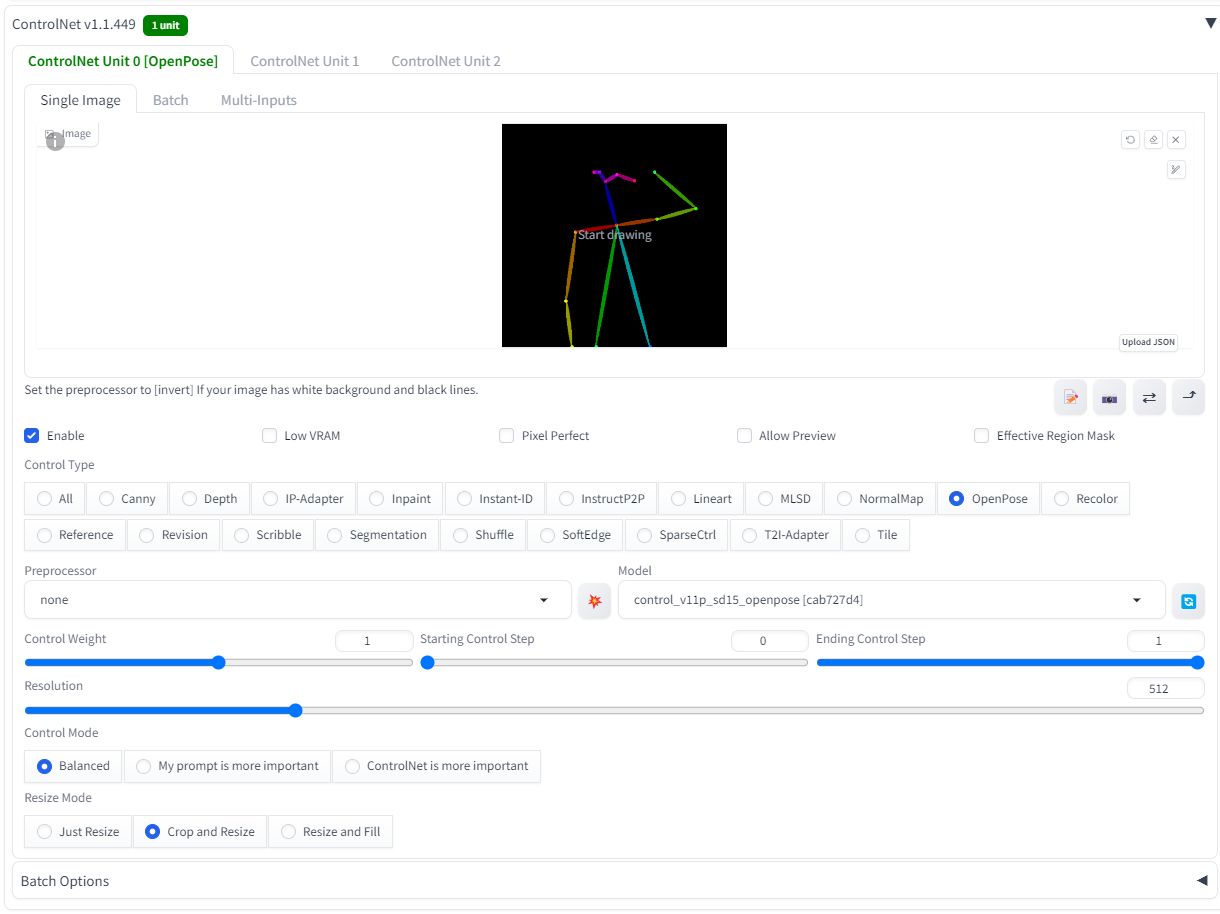 ControlNet v1.1.449 1 unit
ControlNet Unit 0 [OpenPose] ControlNet Unit 1 ControlNet Unit 2
Single Image Batch Multi-Inputs
Image
Start drawing
Upload JSON
Set the preprocessor to [invert] If your image has white background and black lines.
Enable Low VRAM Pixel Perfect Allow Preview Effective Region Mask
Control Type
All Canny Depth IP-Adapter Inpaint Instant-ID InstructP2P Lineart MLSD NormalMap OpenPose Recolor
Reference Revision Scribble Segmentation Shuffle SoftEdge SparseCtrl T2I-Adapter Tile
Preprocessor Model
none control_v11p_sd15_openpose [cab727d4]
Control Weight 1 Starting Control Step 0 Ending Control Step 1
Resolution 512
Control Mode
Balanced My prompt is more important ControlNet is more important
Resize Mode
Just Resize Crop and Resize Resize and Fill
Batch Options